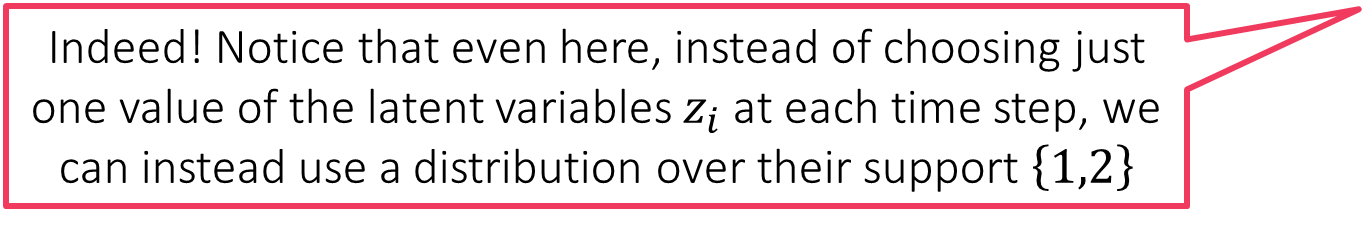 Indeed! Notice that even here, instead of choosing just
one value of the latent variables 𝑧ᵢ at each time step, we
can instead use a distribution over their support {1,2}